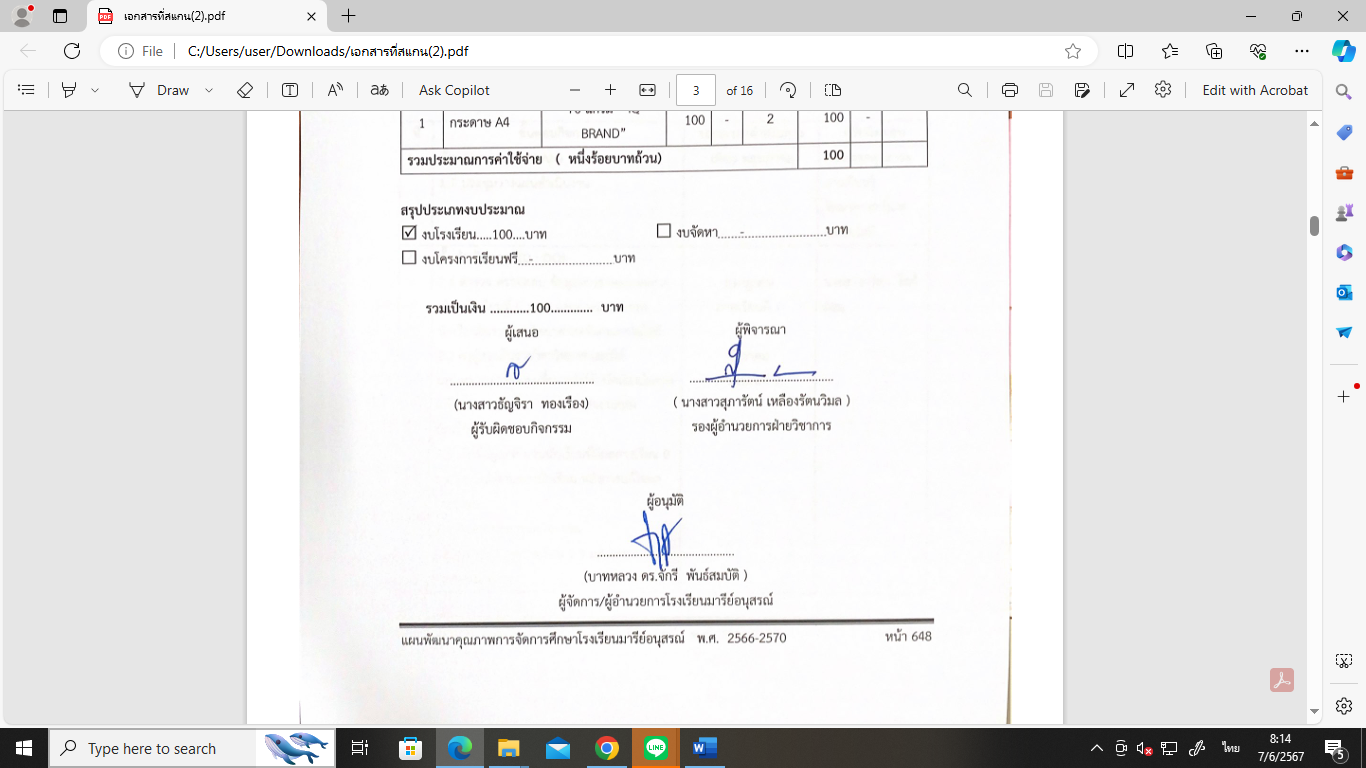 เอกสารที่สแกน(2).pdf
File C:/Users/user/Downloads/เอกสารที่สแกน(2).pdf
Draw Ask Copilot 3 of 16 Edit with Acrobat
1 กระดาษ A4 BRAND” 100 - 2 100 -
รวมประมาณการค่าใช้จ่าย ( หนึ่งร้อยบาทถ้วน) 100
สรุปประเภทงบประมาณ
☑ งบโรงเรียน.....100....บาท ☐ งบจัดหา......-........................บาท
☐ งบโครงการเรียนฟรี...-.......................บาท
รวมเป็นเงิน ............100............. บาท
ผู้เสนอ ผู้พิจารณา
(นางสาวธัญจิรา ทองเรือง) ( นางสาวสุภารัตน์ เหลืองรัตนวิมล )
ผู้รับผิดชอบกิจกรรม รองผู้อำนวยการฝ่ายวิชาการ
ผู้อนุมัติ
(บาทหลวง ดร.จักรี พันธ์สมบัติ )
ผู้จัดการ/ผู้อำนวยการโรงเรียนมารีย์อนุสรณ์
แผนพัฒนาคุณภาพการจัดการศึกษาโรงเรียนมารีย์อนุสรณ์ พ.ศ. 2566-2570 หน้า 648
Type here to search LINE ไทย 8:14
7/6/2567 5